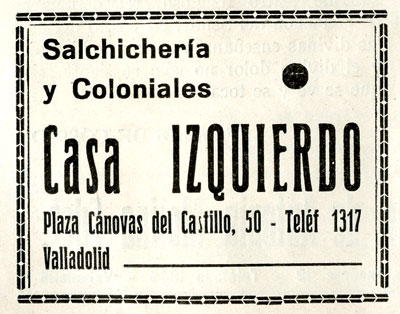 Salchichería
y Coloniales
Casa IZQUIERDO
Plaza Cánovas del Castillo, 50 - Teléf 1317
Valladolid